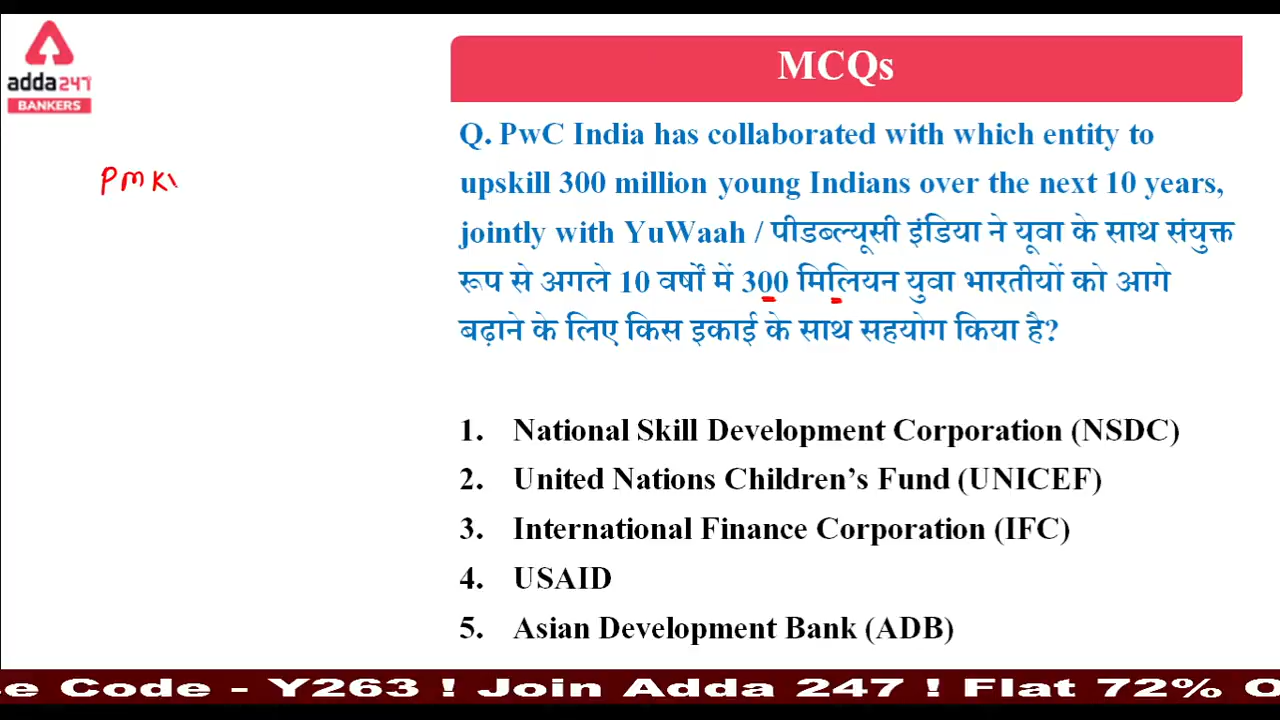 adda247
BANKERS
MCQs
PMK
Q. PwC India has collaborated with which entity to
upskill 300 million young Indians over the next 10 years,
jointly with YuWaah / पीडब्ल्यूसी इंडिया ने यूवा के साथ संयुक्त
रूप से अगले 10 वर्षों में 300 मिलियन युवा भारतीयों को आगे
बढ़ाने के लिए किस इकाई के साथ सहयोग किया है?
1. National Skill Development Corporation (NSDC)
2. United Nations Children’s Fund (UNICEF)
3. International Finance Corporation (IFC)
4. USAID
5. Asian Development Bank (ADB)
se Code - Y263 ! Join Adda 247 ! Flat 72% O